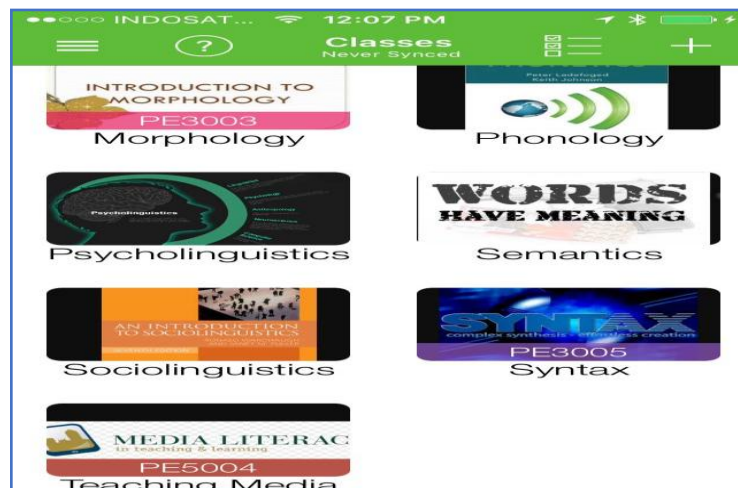 INDOSAT... 12:07 PM
?
Classes
Never Synced
INTRODUCTION TO
MORPHOLOGY
PE3003
Morphology
Peter Ladefoged
Keith Johnson
Phonology
Psycholinguistics
Psycholinguistics
WORDS
HAVE MEANING
Semantics
AN INTRODUCTION
TO SOCIOLINGUISTICS
Sociolinguistics
SYNTAX
complex synthesis - effortless creation
PE3005
Syntax
MEDIA LITERAC
in teaching & learning
PE5004
Teaching Media